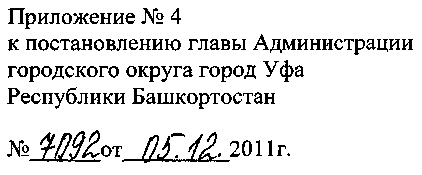 Приложение № 4
к постановлению главы Администрации
городского округа город Уфа
Республики Башкортостан
№ 7092 от 05.12. 2011г.